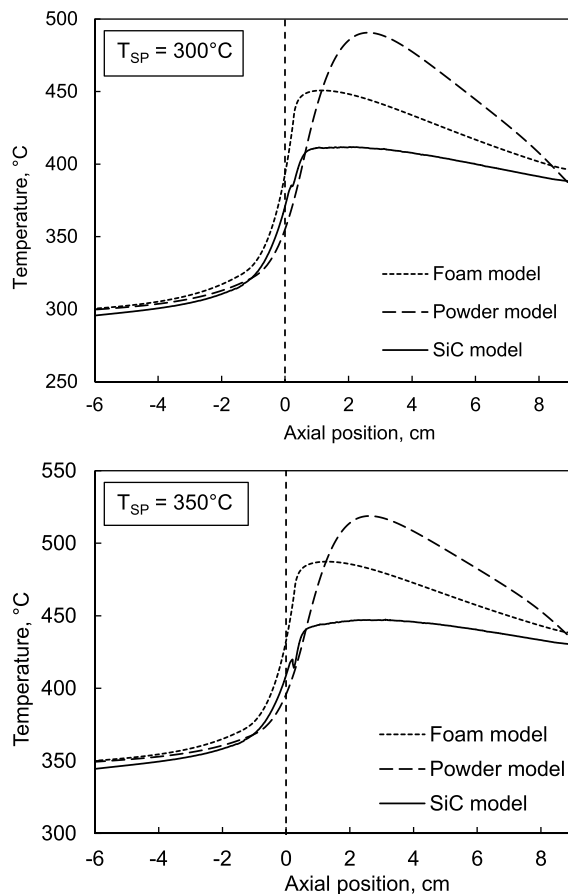 500
T_SP = 300°C
450
400
350
300
250
Temperature, °C
Foam model
Powder model
SiC model
-6 -4 -2 0 2 4 6 8
Axial position, cm
550
T_SP = 350°C
500
450
400
350
300
Temperature, °C
Foam model
Powder model
SiC model
-6 -4 -2 0 2 4 6 8
Axial position, cm